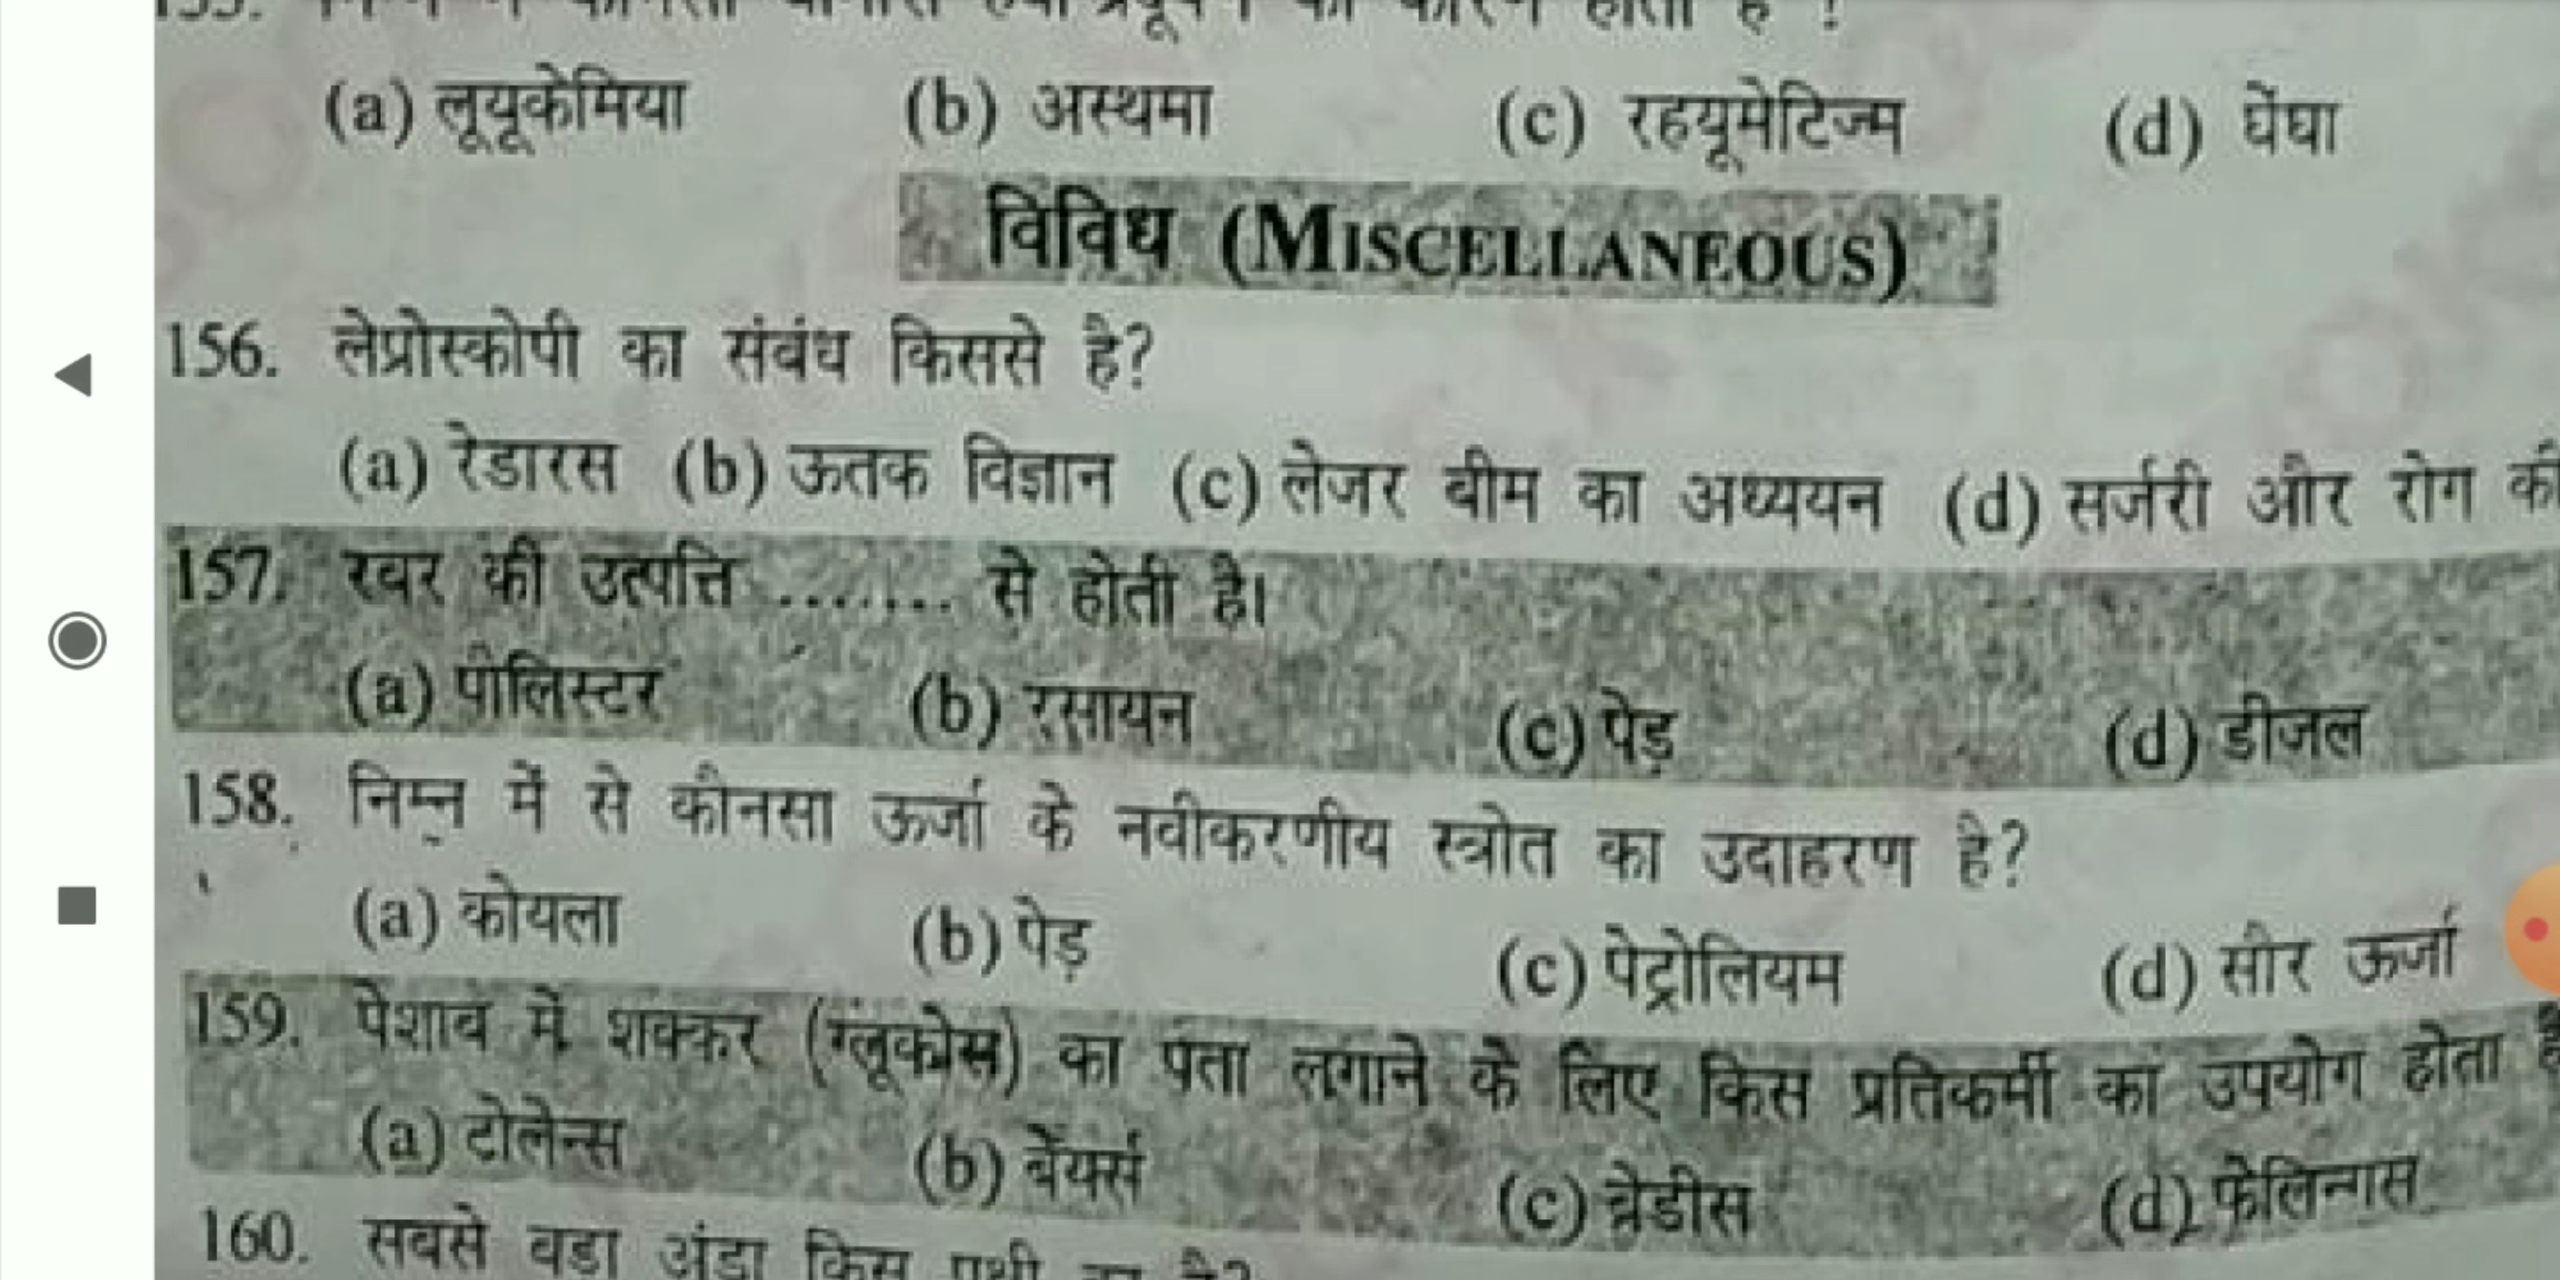 (a) लूयूकेमिया (b) अस्थमा (c) रहयूमेटिज्म (d) घेंघा
विविध (MISCELLANEOUS)
156. लेप्रोस्कोपी का संबंध किससे है?
(a) रेडारस (b) ऊतक विज्ञान (c) लेजर बीम का अध्ययन (d) सर्जरी और रोग की
157. रबर की उत्पत्ति ........ से होती है।
(a) पोलिस्टर (b) रसायन (c) पेड़ (d) डीजल
158. निम्न में से कौनसा ऊर्जा के नवीकरणीय स्त्रोत का उदाहरण है?
(a) कोयला (b) पेड़ (c) पेट्रोलियम (d) सौर ऊर्जा
159. पेशाब में शक्कर (ग्लूकोस) का पता लगाने के लिए किस प्रतिकर्मी का उपयोग होता है
(a) टोलेन्स (b) बेयर्स (c) ब्रेडीस (d) फेलिन्गस
160. सबसे बडा अंडा किस पक्षी का है?